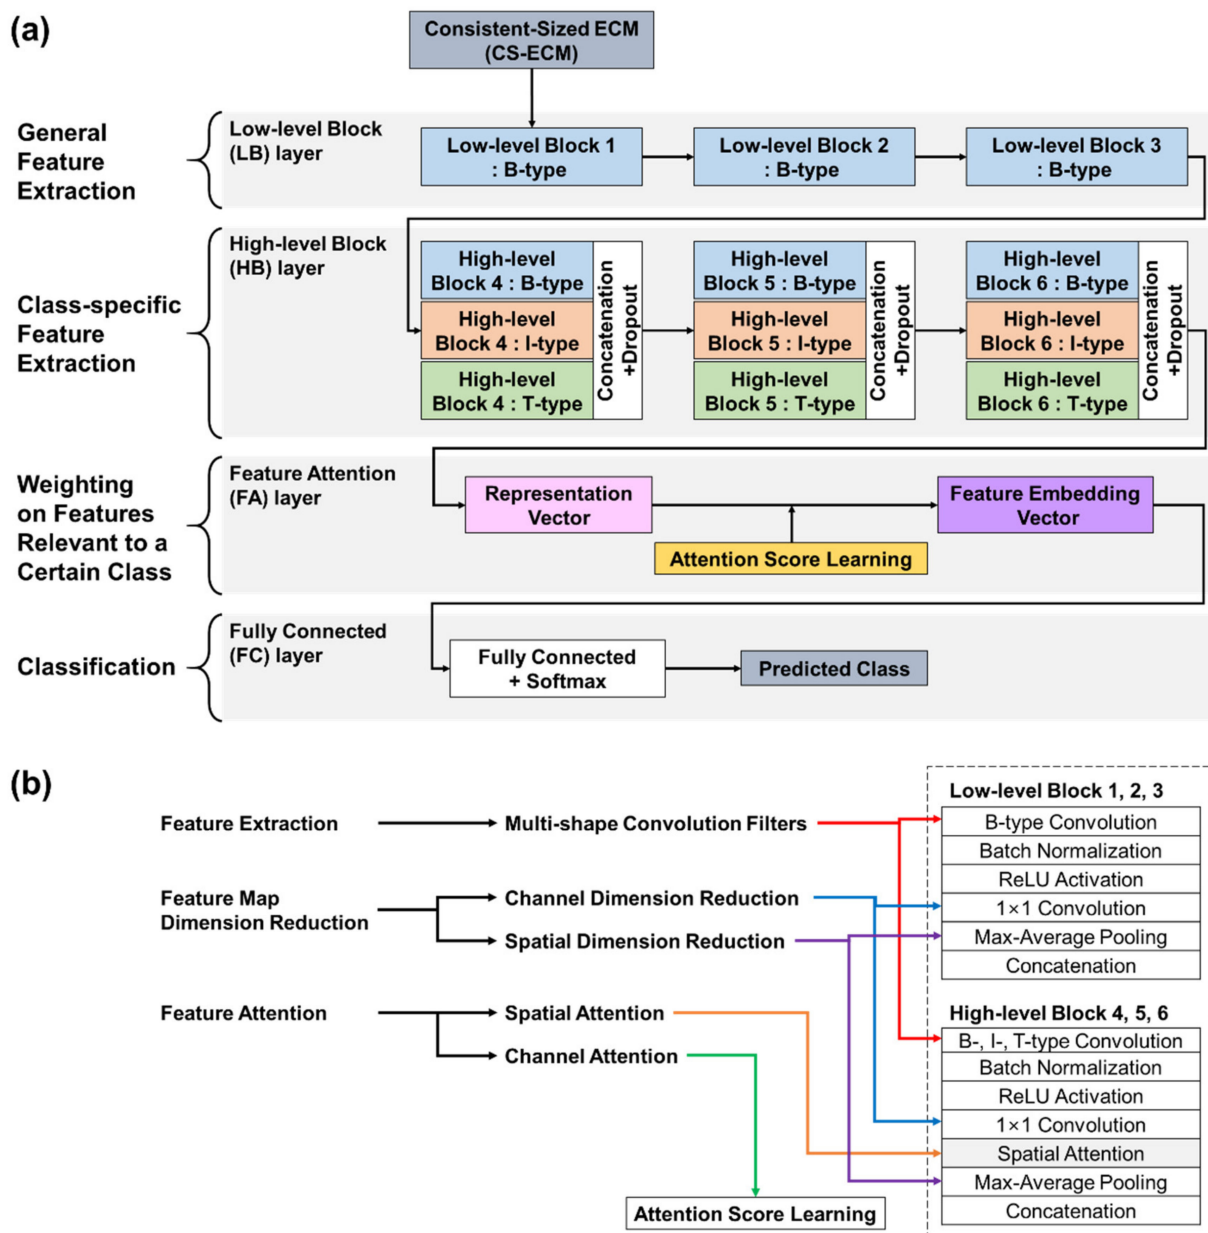 (a)
Consistent-Sized ECM
(CS-ECM)
General
Feature
Extraction
Low-level Block
(LB) layer
Low-level Block 1
: B-type
Low-level Block 2
: B-type
Low-level Block 3
: B-type
Class-specific
Feature
Extraction
High-level Block
(HB) layer
High-level
Block 4 : B-type
High-level
Block 4 : I-type
High-level
Block 4 : T-type
Concatenation
+Dropout
High-level
Block 5 : B-type
High-level
Block 5 : I-type
High-level
Block 5 : T-type
Concatenation
+Dropout
High-level
Block 6 : B-type
High-level
Block 6 : I-type
High-level
Block 6 : T-type
Concatenation
+Dropout
Weighting
on Features
Relevant to a
Certain Class
Feature Attention
(FA) layer
Representation
Vector
Attention Score Learning
Feature Embedding
Vector
Classification
Fully Connected
(FC) layer
Fully Connected
+ Softmax
Predicted Class
(b)
Feature Extraction
Multi-shape Convolution Filters
Feature Map
Dimension Reduction
Channel Dimension Reduction
Spatial Dimension Reduction
Feature Attention
Spatial Attention
Channel Attention
Attention Score Learning
Low-level Block 1, 2, 3
B-type Convolution
Batch Normalization
ReLU Activation
1×1 Convolution
Max-Average Pooling
Concatenation
High-level Block 4, 5, 6
B-, I-, T-type Convolution
Batch Normalization
ReLU Activation
1×1 Convolution
Spatial Attention
Max-Average Pooling
Concatenation